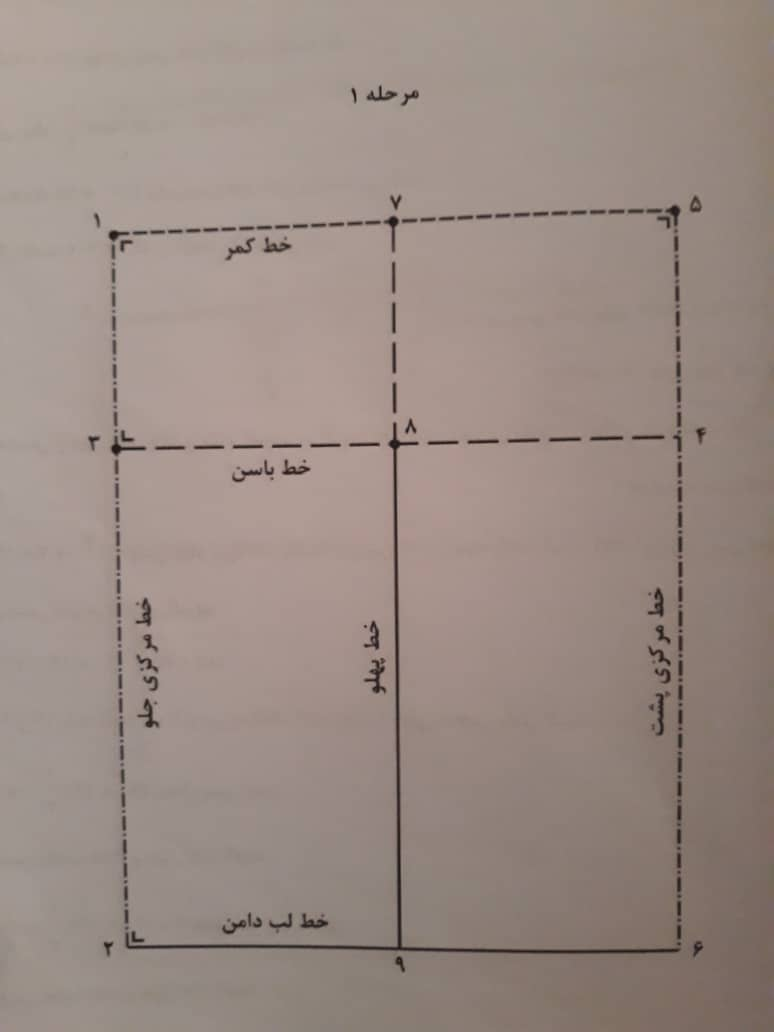 مرحله ۱
۵
۷
۱
خط کمر
۴
۸
۳
خط باسن
خط مرکزی پشت
خط پهلو
خط مرکزی جلو
خط لب دامن
۶
۹
۲